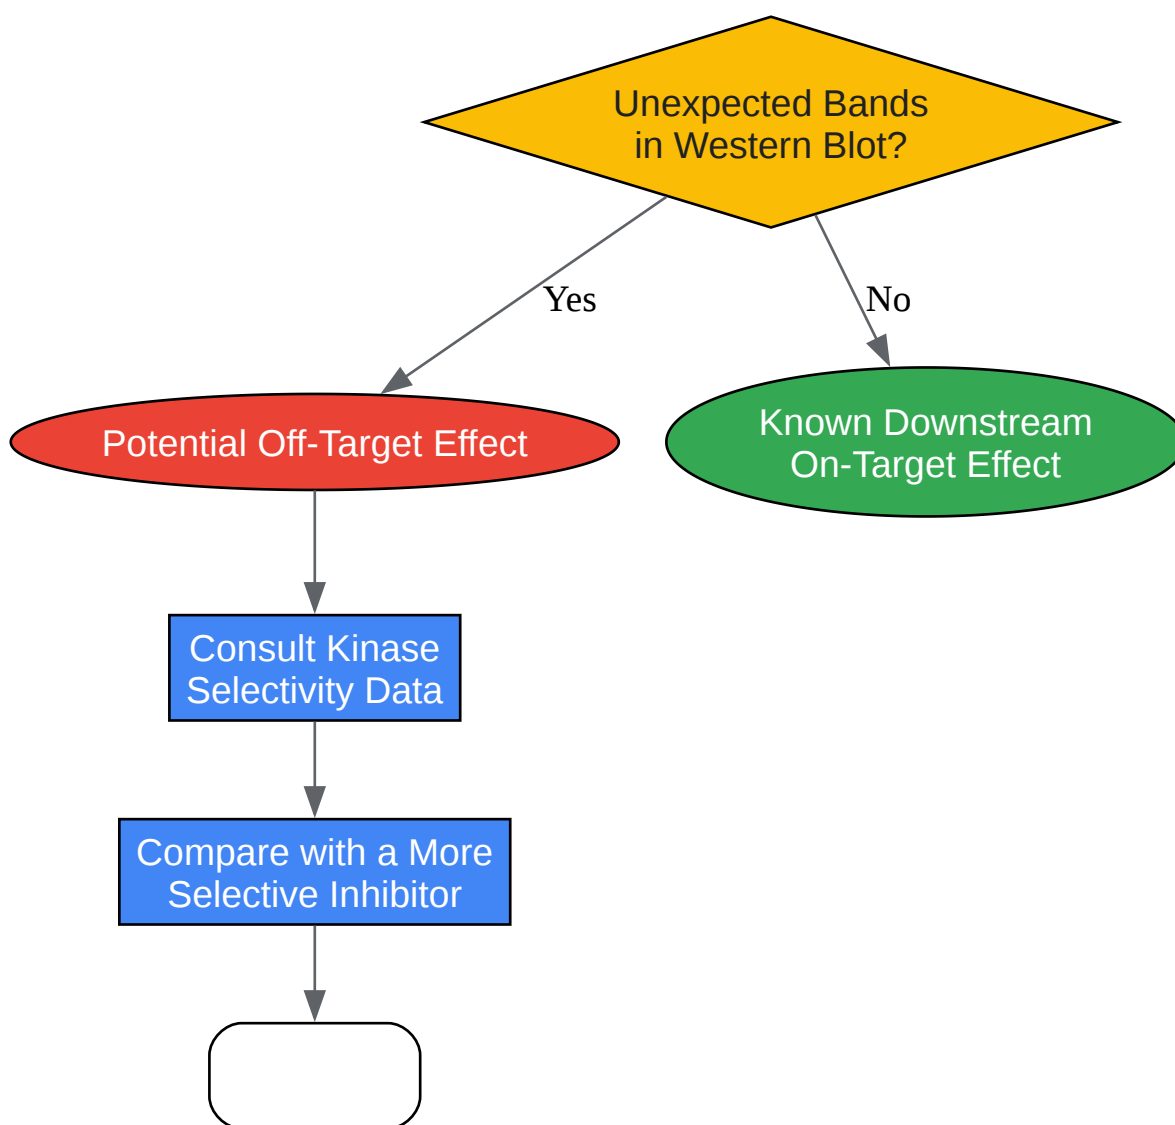 Unexpected Bands
in Western Blot?
Yes
No
Potential Off-Target Effect
Known Downstream
On-Target Effect
Consult Kinase
Selectivity Data
Compare with a More
Selective Inhibitor